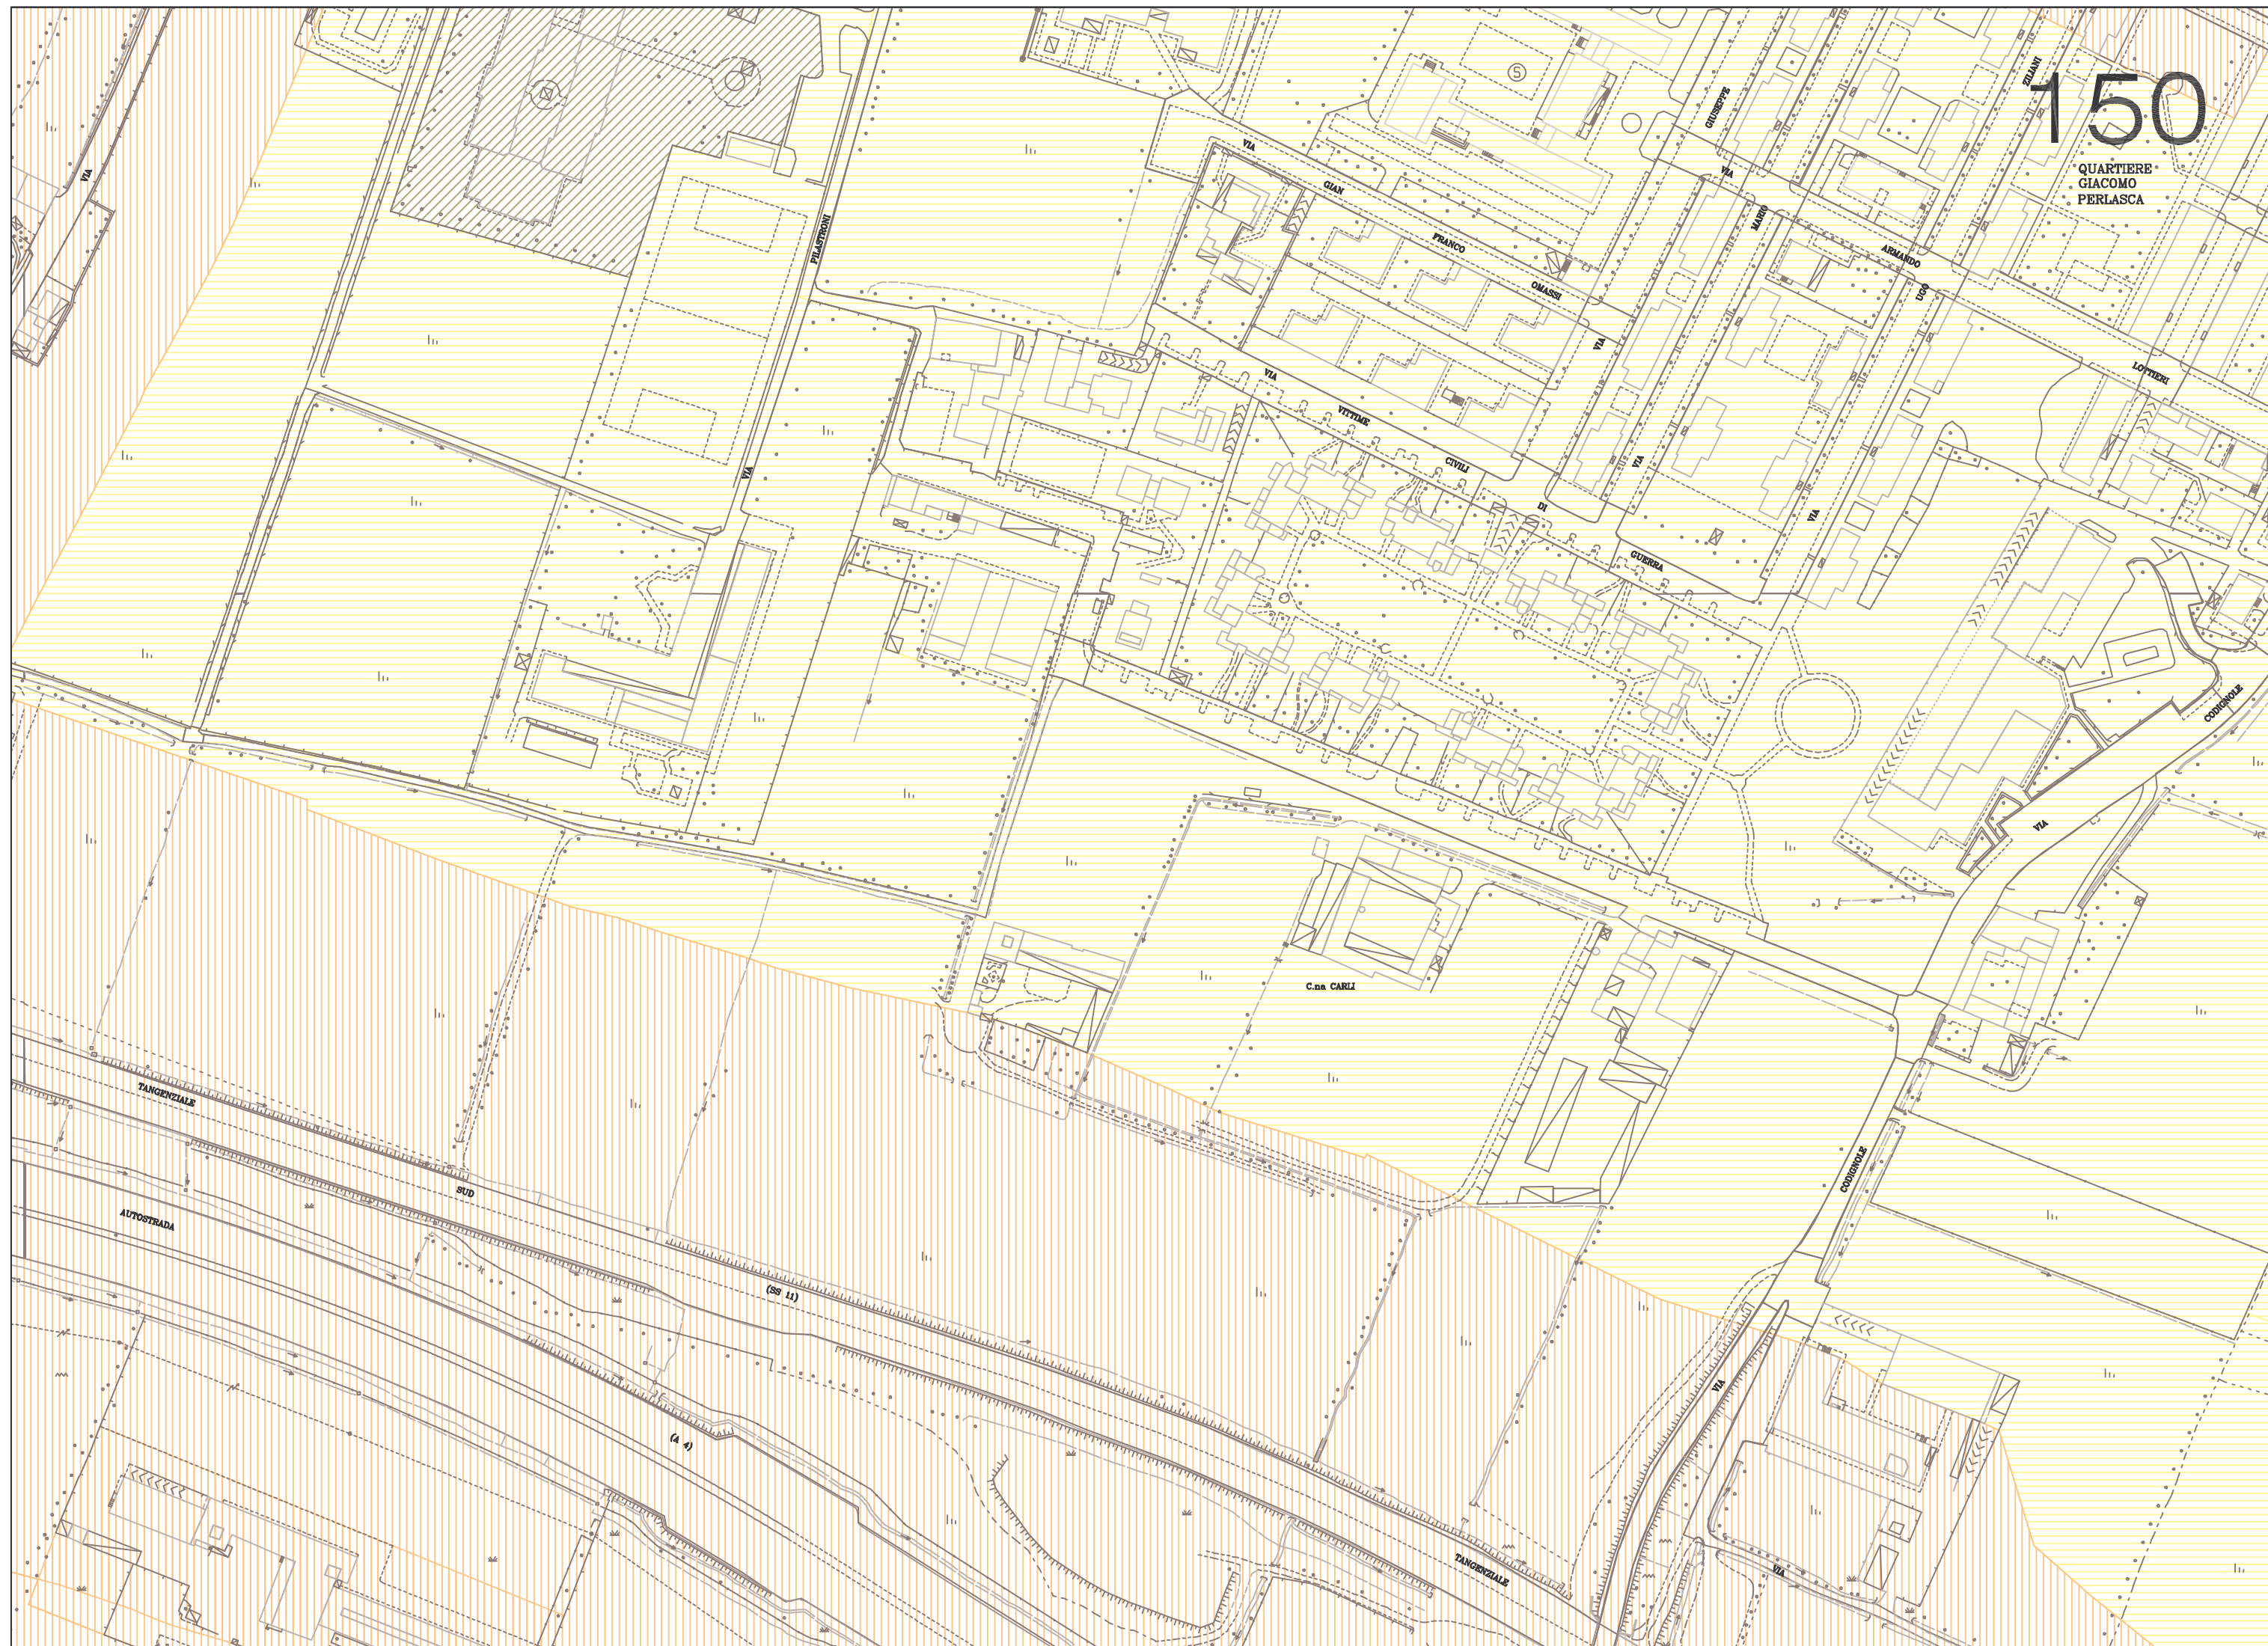 ZILIANI
150
GIUSEPPE
S
VIA
VIA
VIA
QUARTIERE
GIACOMO
PERLASCA
GIAN
MARIO
PILASTRONI
FRANCO
ARMANDO
OMASSI
UGO
VIA
VIA
LOTTIERI
VITTIME
VIA
CIVILI
VIA
DI
VIA
GUERRA
CODIGNOLE
VIA
C.na CARLI
TANGENZIALE
CODIGNOLE
SUD
AUTOSTRADA
(SS 11)
VIA
(A 4)
TANGENZIALE
VIA